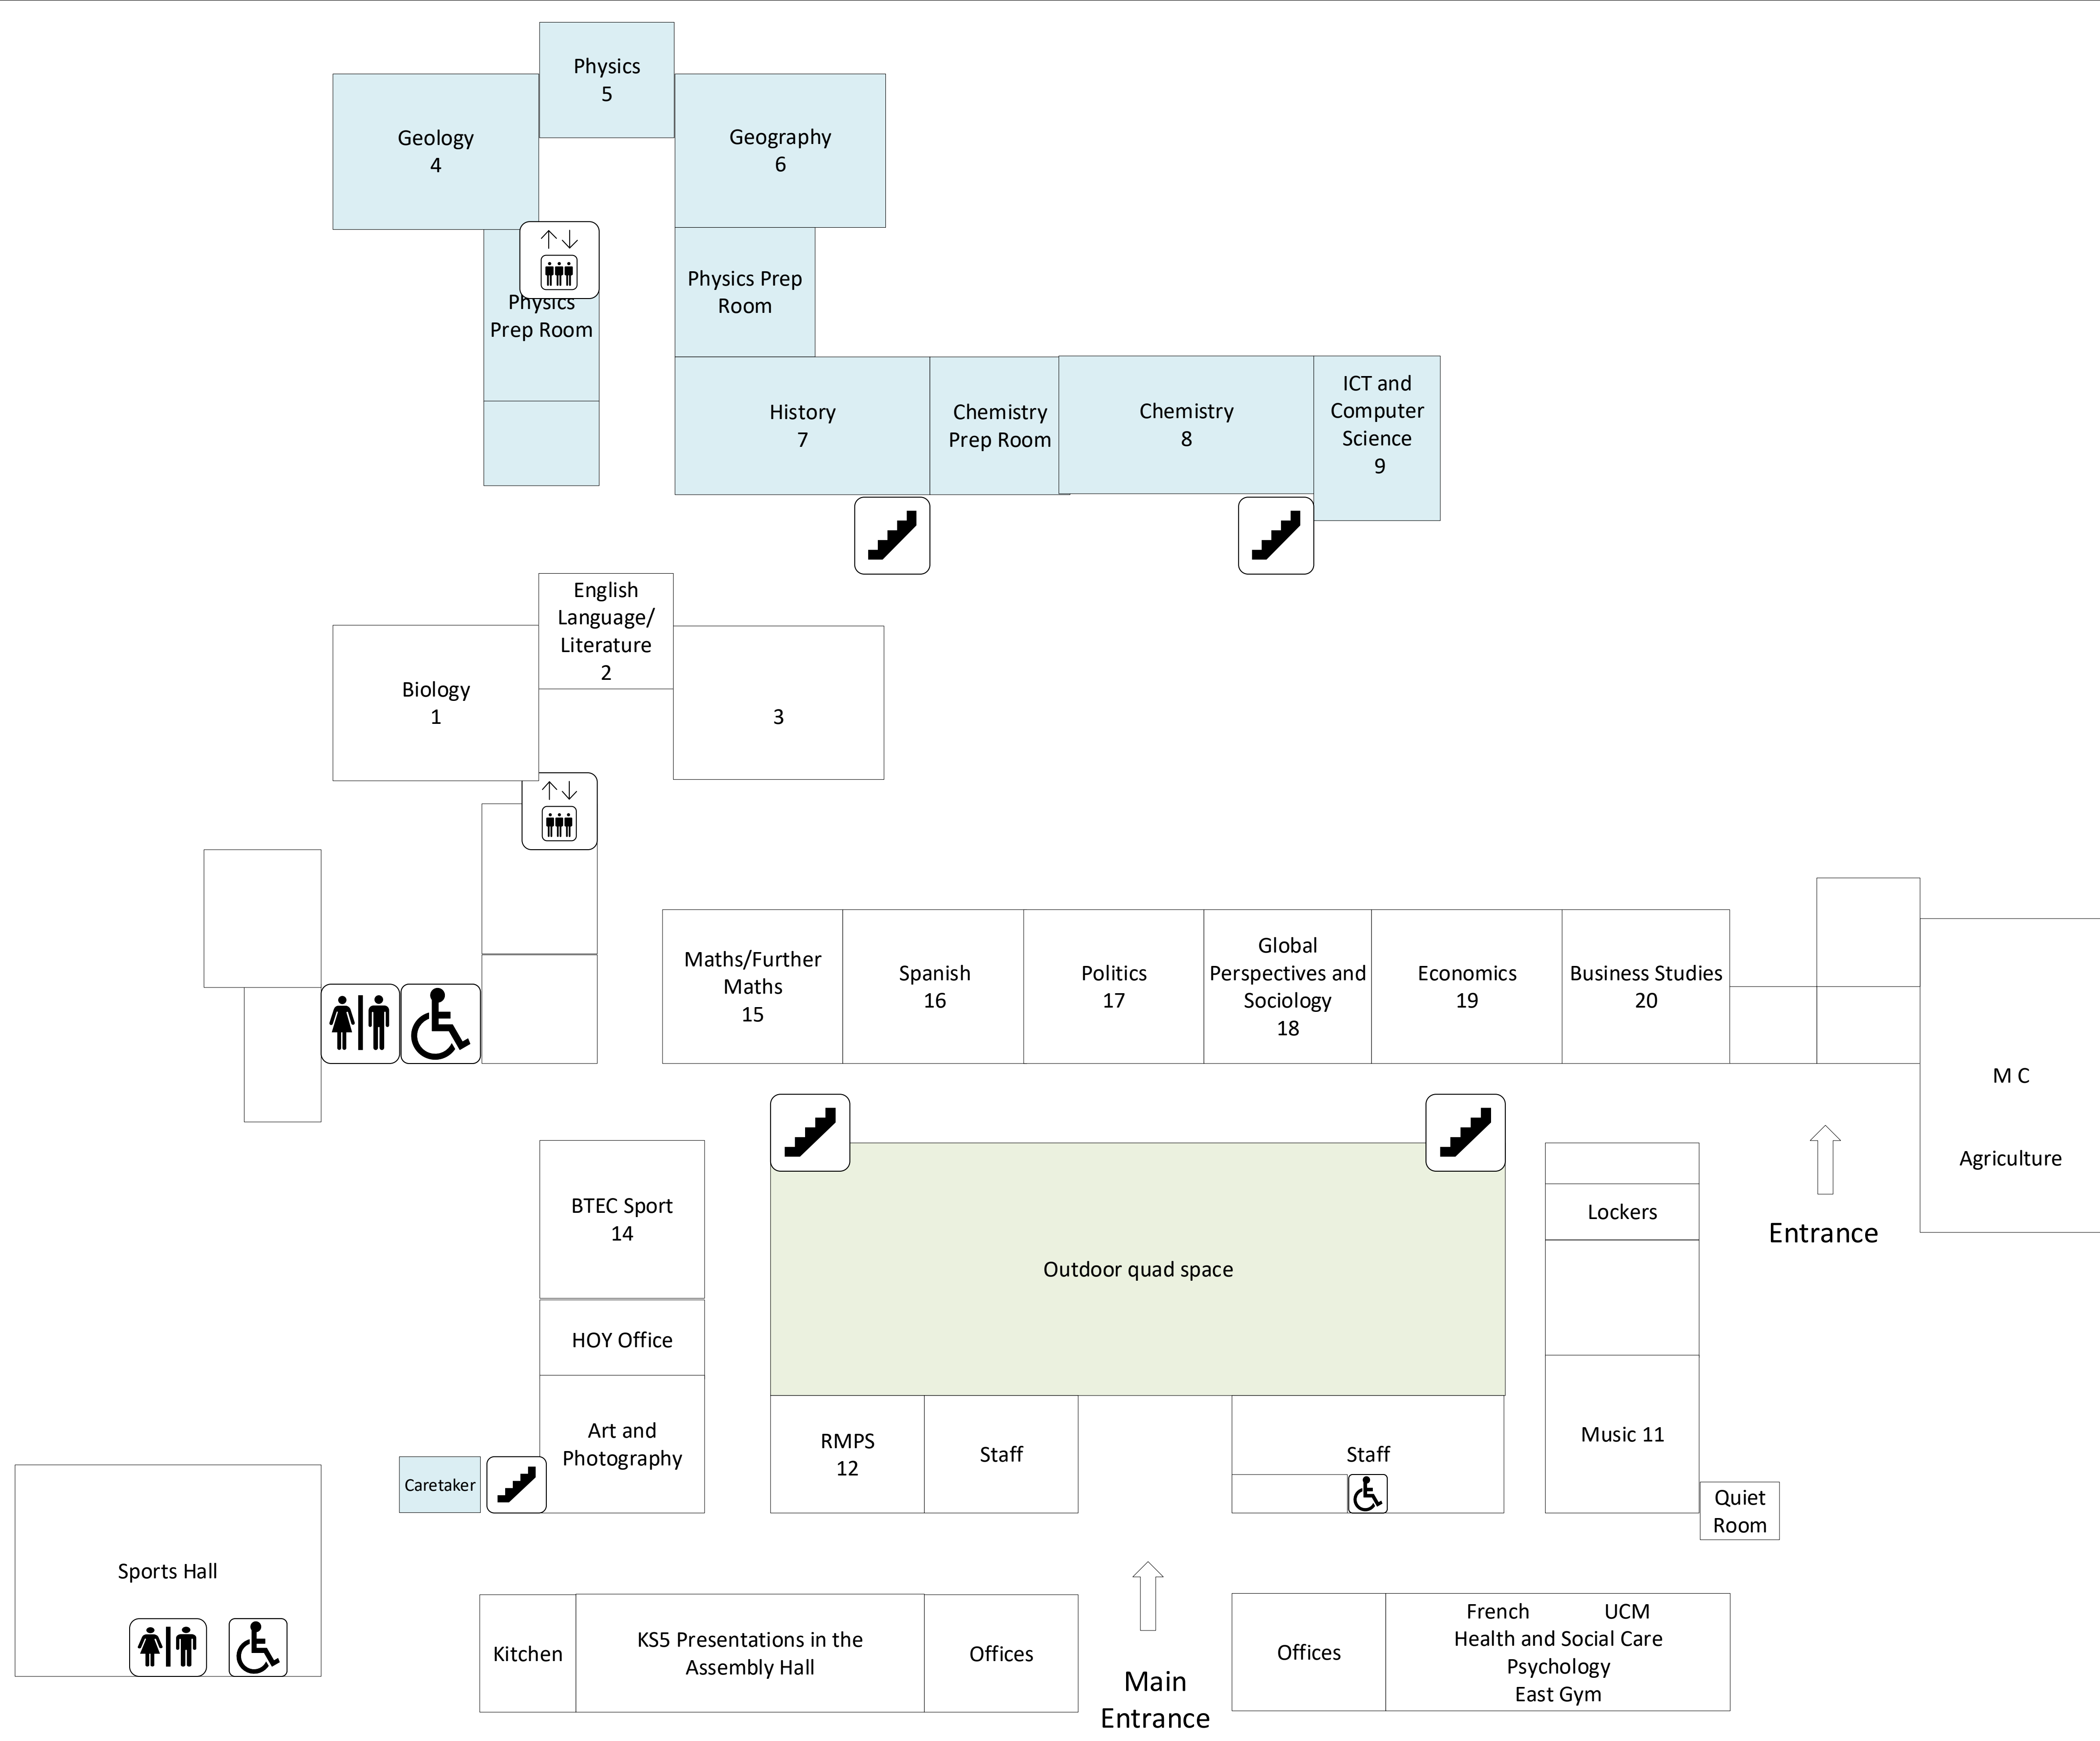 Physics
5
Geology
4
Geography
6
Physics
Prep Room
Physics Prep
Room
History
7
Chemistry
Prep Room
Chemistry
8
ICT and
Computer
Science
9
English
Language/
Literature
2
Biology
1
3
Maths/Further
Maths
15
Spanish
16
Politics
17
Global
Perspectives and
Sociology
18
Economics
19
Business Studies
20
M C
Agriculture
Entrance
BTEC Sport
14
HOY Office
Art and
Photography
Outdoor quad space
Lockers
Music 11
Quiet
Room
RMPS
12
Staff
Staff
Caretaker
Sports Hall
Kitchen
KS5 Presentations in the
Assembly Hall
Offices
Main
Entrance
Offices
French UCM
Health and Social Care
Psychology
East Gym